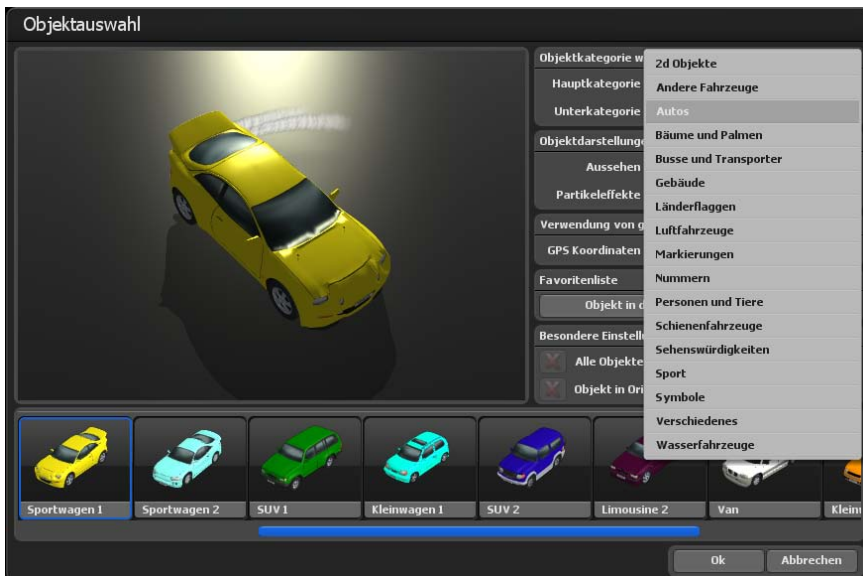 Objektauswahl
Objektkategorie w
Hauptkategorie
Unterkategorie
Objektdarstellung
Aussehen
Partikeleffekte
Verwendung von g
GPS Koordinaten
Favoritenliste
Objekt in d
Besondere Einstell
Alle Objekte
Objekt in Ori
2d Objekte
Andere Fahrzeuge
Autos
Bäume und Palmen
Busse und Transporter
Gebäude
Länderflaggen
Luftfahrzeuge
Markierungen
Nummern
Personen und Tiere
Schienenfahrzeuge
Sehenswürdigkeiten
Sport
Symbole
Verschiedenes
Wasserfahrzeuge
Sportwagen 1
Sportwagen 2
SUV 1
Kleinwagen 1
SUV 2
Limousine 2
Van
Klein
Ok
Abbrechen